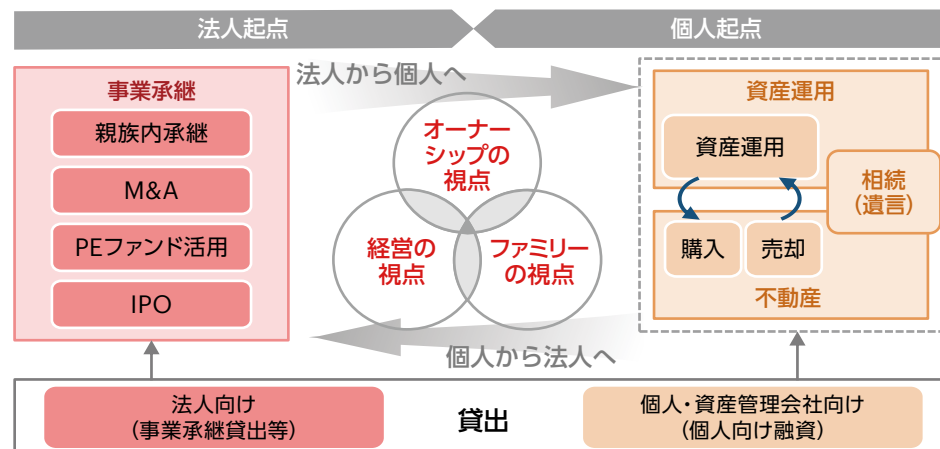 法人起点
個人起点
法人から個人へ
事業承継
親族内承継
M&A
PEファンド活用
IPO
オーナー
シップの
視点
経営の
視点
ファミリー
の視点
資産運用
資産運用
相続
（遺言）
購入
売却
不動産
個人から法人へ
法人向け
（事業承継貸出等）
貸出
個人・資産管理会社向け
（個人向け融資）